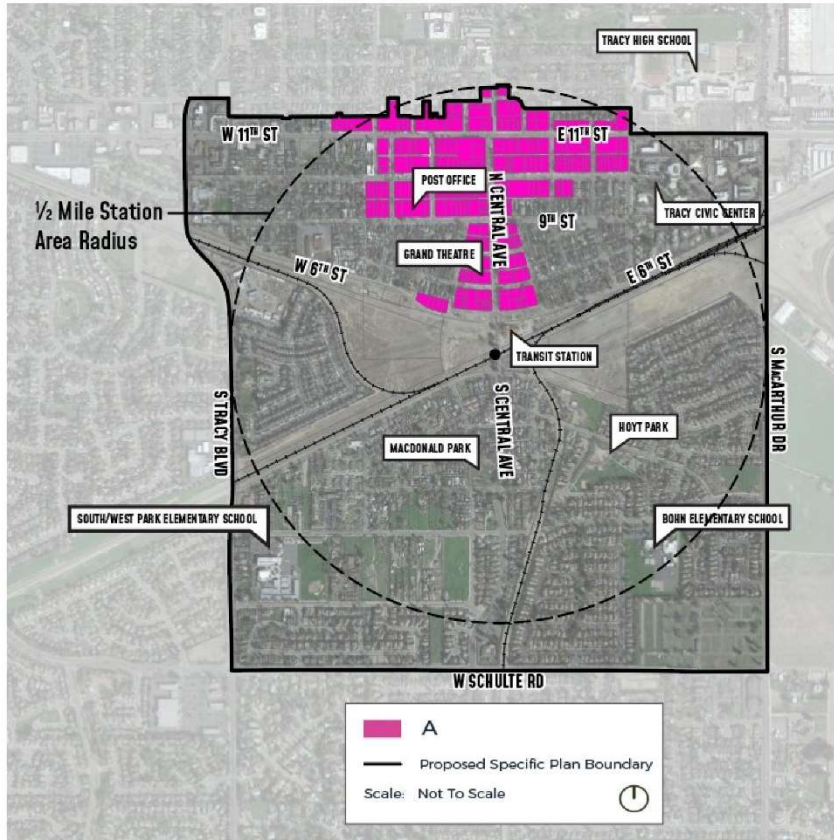 TRACY HIGH SCHOOL
W 11TH ST
E 11TH ST
POST OFFICE
N CENTRAL AVE
½ Mile Station
Area Radius
9TH ST
TRACY CIVIC CENTER
GRAND THEATRE
W 6TH ST
E 6TH ST
TRANSIT STATION
S TRACY BLVD
S CENTRAL AVE
S MACARTHUR DR
HOYT PARK
MACDONALD PARK
SOUTH/WEST PARK ELEMENTARY SCHOOL
BOHN ELEMENTARY SCHOOL
W SCHULTE RD
A
Proposed Specific Plan Boundary
Scale: Not To Scale